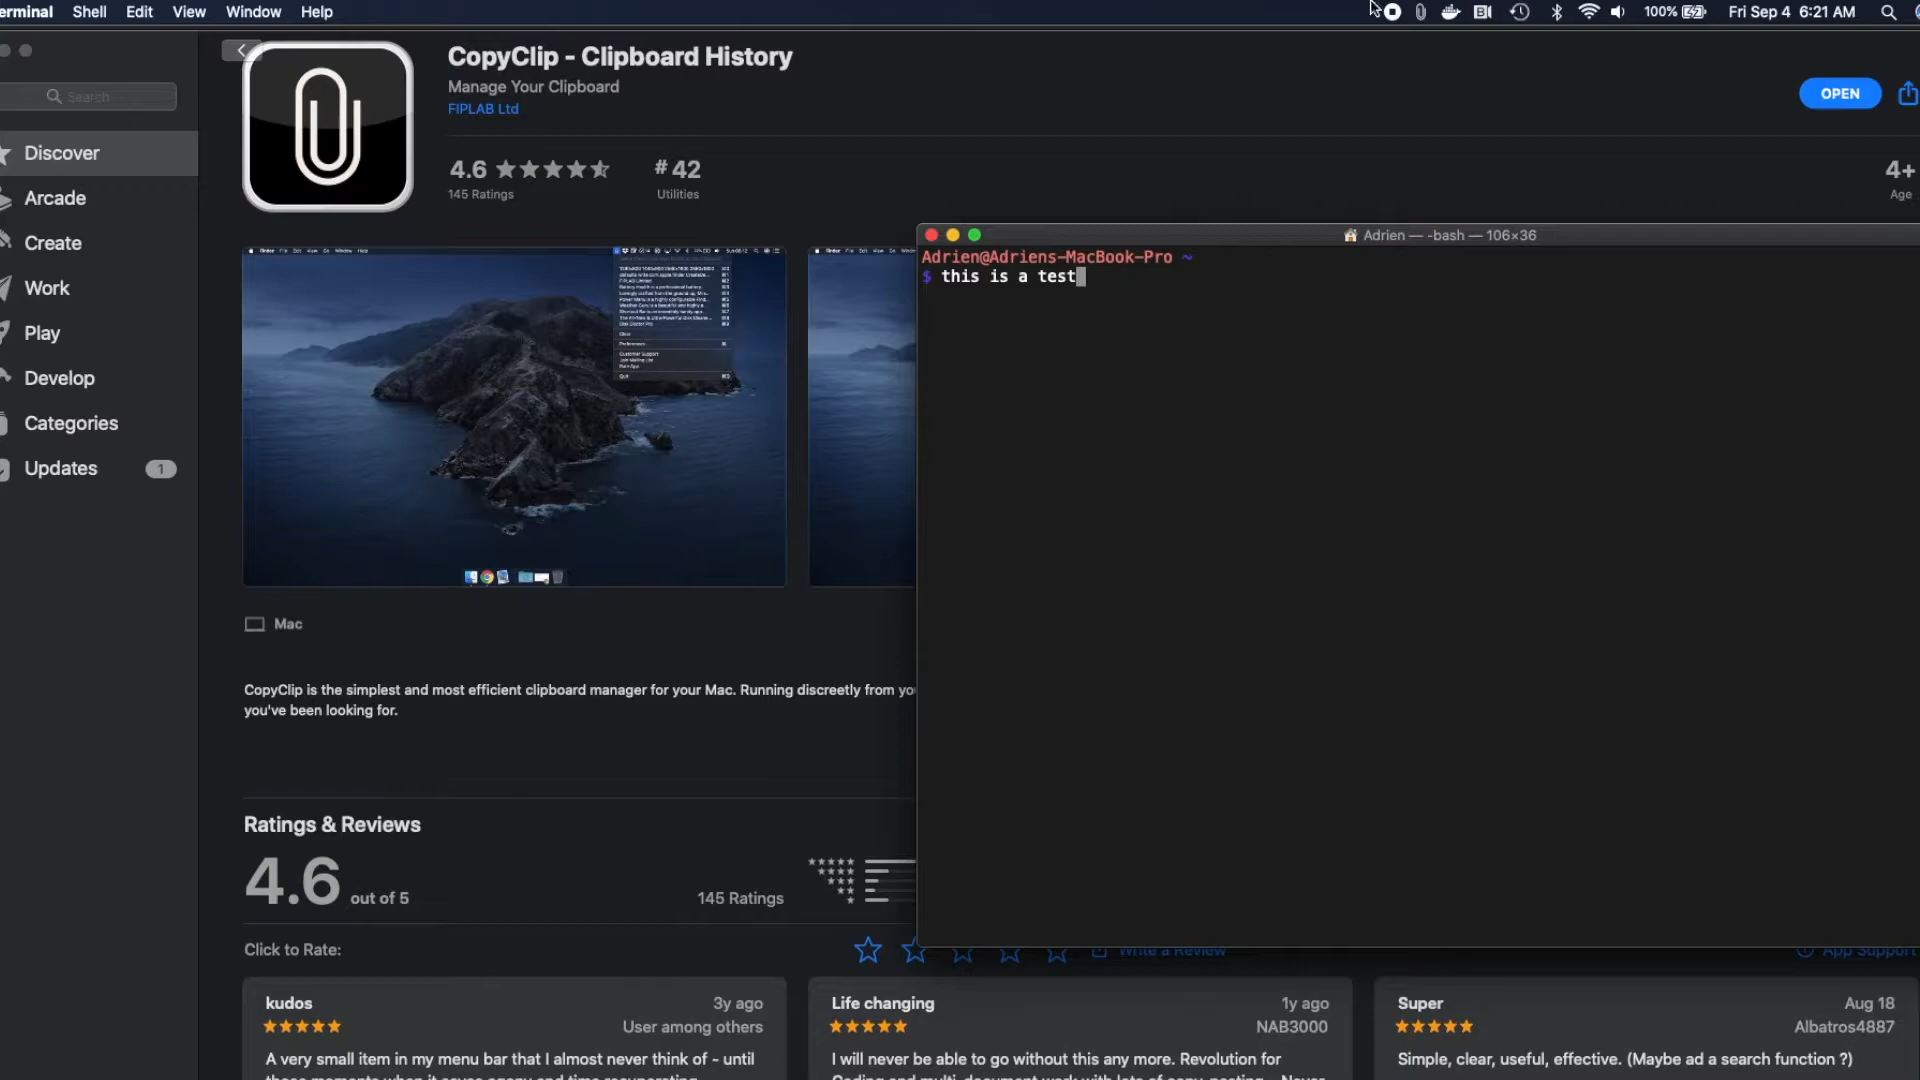 erminal Shell Edit View Window Help
100% Fri Sep 4 6:21 AM
Search
Discover
Arcade
Create
Work
Play
Develop
Categories
Updates 1
CopyClip - Clipboard History
Manage Your Clipboard
FIPLAB Ltd
OPEN
4.6
145 Ratings
#42
Utilities
4+
Age
Adrien — -bash — 106×36
Adrien@Adriens-MacBook-Pro ~
$ this is a test
Mac
CopyClip is the simplest and most efficient clipboard manager for your Mac. Running discreetly from yo
you've been looking for.
Ratings & Reviews
4.6 out of 5
145 Ratings
Click to Rate:
Write a Review
App Support
kudos 3y ago
User among others
A very small item in my menu bar that I almost never think of - until
Life changing 1y ago
NAB3000
I will never be able to go without this any more. Revolution for
Super Aug 18
Albatros4887
Simple, clear, useful, effective. (Maybe ad a search function ?)